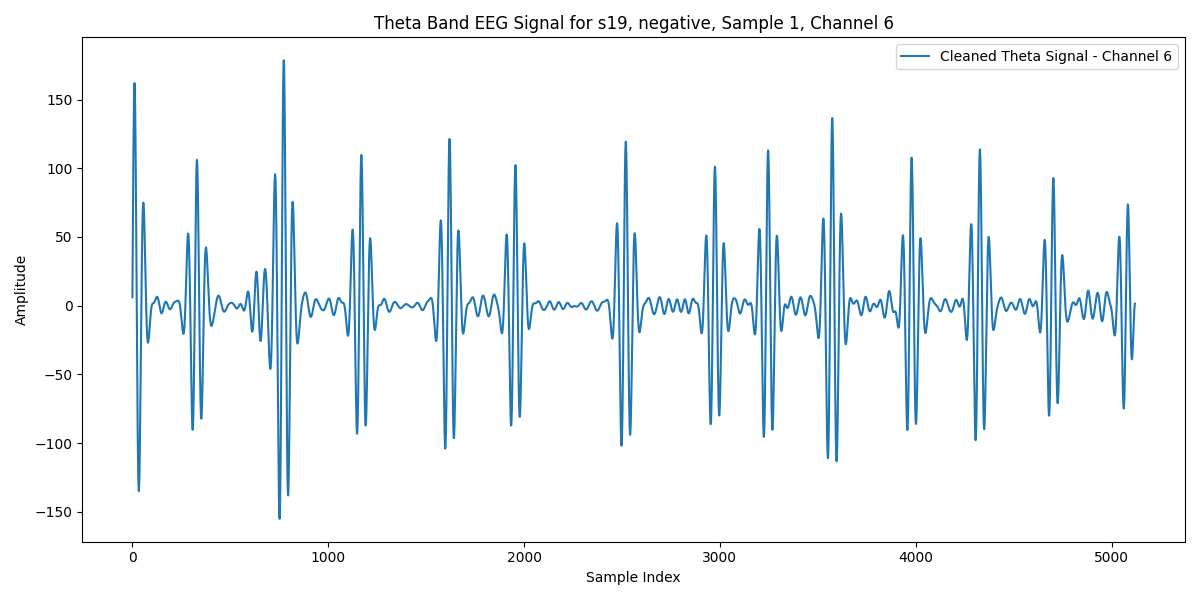 Theta Band EEG Signal for s19, negative, Sample 1, Channel 6
Cleaned Theta Signal - Channel 6
Amplitude
150
100
50
0
−50
−100
−150
0 1000 2000 3000 4000 5000
Sample Index